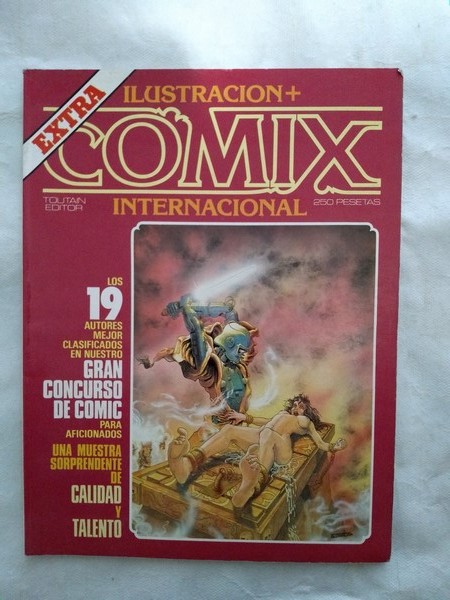 EXTRA
ILUSTRACION+
COMIX
TOUTAIN
EDITOR
INTERNACIONAL
250 PESETAS
LOS
19
AUTORES
MEJOR
CLASIFICADOS
EN NUESTRO
GRAN
CONCURSO
DE COMIC
PARA
AFICIONADOS
UNA MUESTRA
SORPRENDENTE
DE
CALIDAD
Y
TALENTO